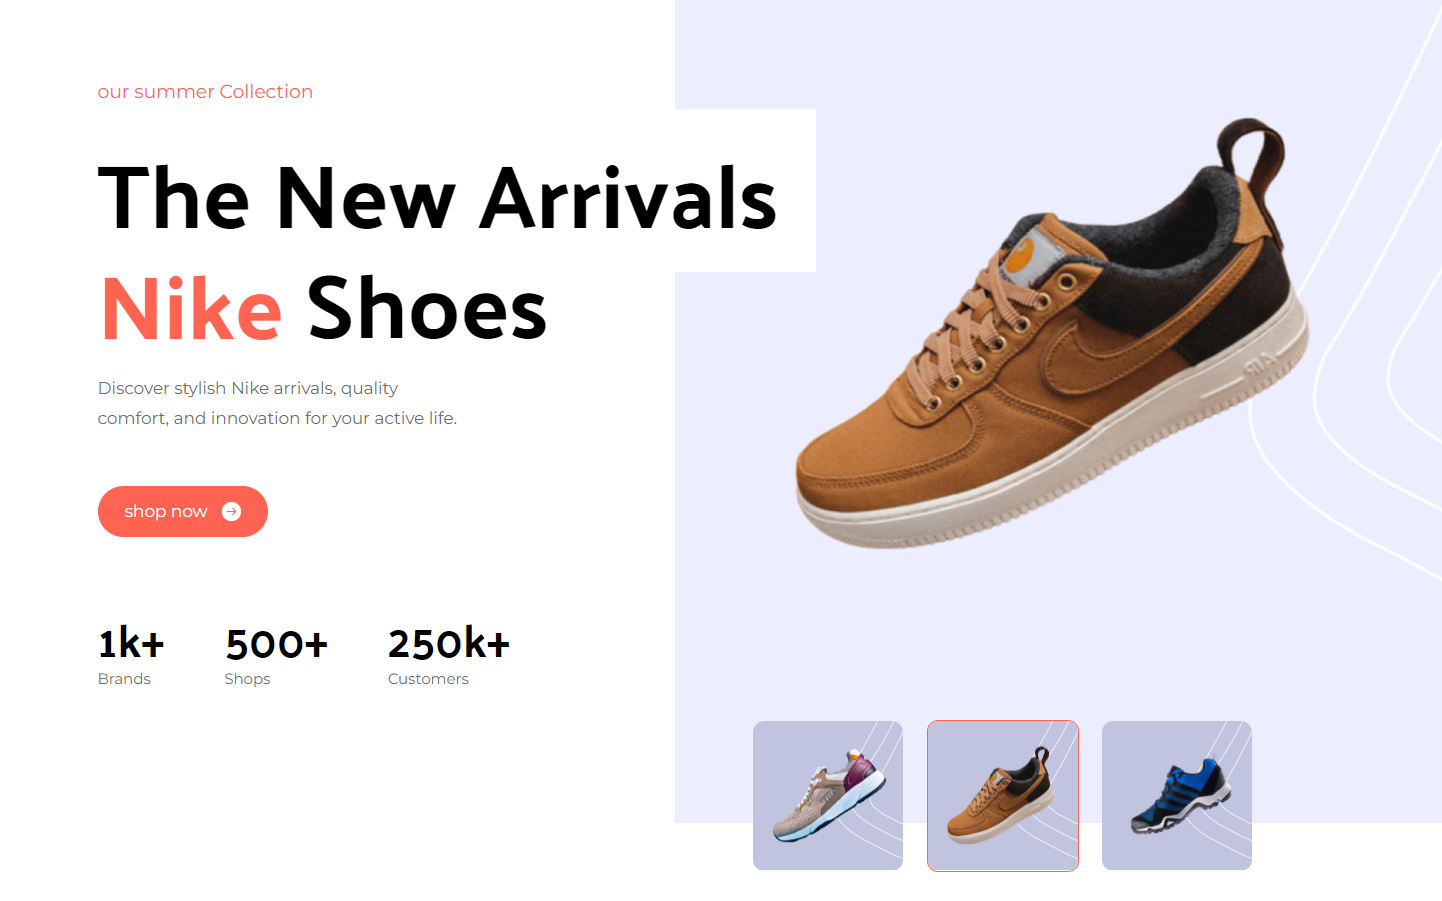 our summer Collection
The New Arrivals
Nike Shoes
Discover stylish Nike arrivals, quality
comfort, and innovation for your active life.
shop now
1k+ 500+ 250k+
Brands Shops Customers
AIR